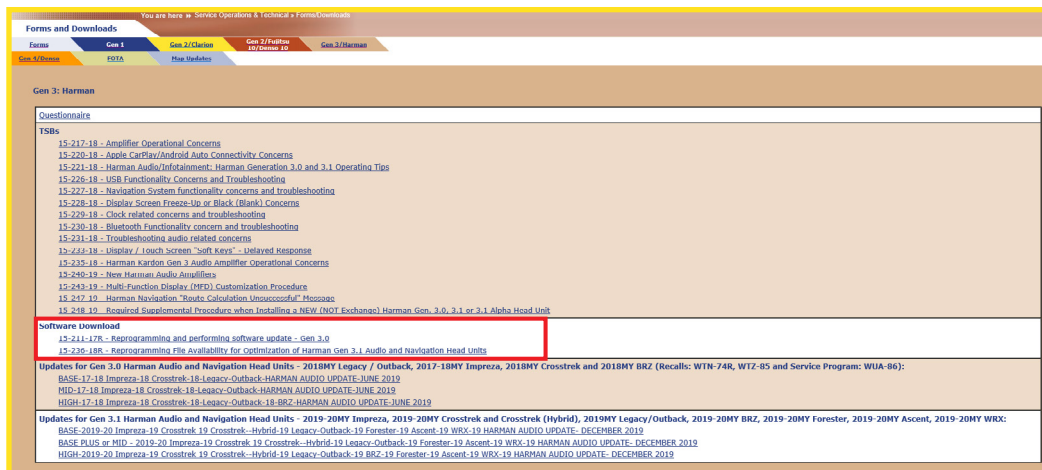 You are here » Service Operations & Technical » Forms/Downloads
Forms and Downloads
Forms
Gen 1
Gen 2/Clarion
Gen 2/Fujitsu
10/Denso 10
Gen 3/Harman
Gen 4/Denso
FOTA
Map Updates
Gen 3: Harman
Questionnaire
TSBs
15-217-18 - Amplifier Operational Concerns
15-220-18 - Apple CarPlay/Android Auto Connectivity Concerns
15-221-18 - Harman Audio/Infotainment: Harman Generation 3.0 and 3.1 Operating Tips
15-226-18 - USB Functionality Concerns and Troubleshooting
15-227-18 - Navigation System functionality concerns and troubleshooting
15-228-18 - Display Screen Freeze-Up or Black (Blank) Concerns
15-229-18 - Clock related concerns and troubleshooting
15-230-18 - Bluetooth Functionality concern and troubleshooting
15-231-18 - Troubleshooting audio related concerns
15-233-18 - Display / Touch Screen "Soft Keys" - Delayed Response
15-235-18 - Harman Kardon Gen 3 Audio Amplifier Operational Concerns
15-240-19 - New Harman Audio Amplifiers
15-243-19 - Multi-Function Display (MFD) Customization Procedure
15-247-19 - Harman Navigation "Route Calculation Unsuccessful" Message
15-248-19 - Required Supplemental Procedure when Installing a NEW (NOT Exchange) Harman Gen. 3.0, 3.1 or 3.1 Alpha Head Unit
Software Download
15-211-17R - Reprogramming and performing software update - Gen 3.0
15-236-18R - Reprogramming File Availability for Optimization of Harman Gen 3.1 Audio and Navigation Head Units
Updates for Gen 3.0 Harman Audio and Navigation Head Units - 2018MY Legacy / Outback, 2017-18MY Impreza, 2018MY Crosstrek and 2018MY BRZ (Recalls: WTN-74R, WTZ-85 and Service Program: WUA-86):
BASE-17-18 Impreza-18 Crosstrek-18-Legacy-Outback-HARMAN AUDIO UPDATE-JUNE 2019
MID-17-18 Impreza-18 Crosstrek-18-Legacy-Outback-HARMAN AUDIO UPDATE-JUNE 2019
HIGH-17-18 Impreza-18 Crosstrek-18-Legacy-Outback-18-BRZ-HARMAN AUDIO UPDATE-JUNE 2019
Updates for Gen 3.1 Harman Audio and Navigation Head Units - 2019-20MY Impreza, 2019-20MY Crosstrek and Crosstrek (Hybrid), 2019MY Legacy/Outback, 2019-20MY BRZ, 2019-20MY Forester, 2019-20MY Ascent, 2019-20MY WRX:
BASE-2019-20 Impreza-19 Crosstrek 19 Crosstrek--Hybrid-19 Legacy-Outback-19 Forester-19 Ascent-19 WRX-19 HARMAN AUDIO UPDATE- DECEMBER 2019
BASE PLUS or MID - 2019-20 Impreza-19 Crosstrek 19 Crosstrek--Hybrid-19 Legacy-Outback-19 Forester-19 Ascent-19 WRX-19 HARMAN AUDIO UPDATE- DECEMBER 2019
HIGH-2019-20 Impreza-19 Crosstrek 19 Crosstrek--Hybrid-19 Legacy-Outback-19 BRZ-19 Forester-19 Ascent-19 WRX-19 HARMAN AUDIO UPDATE- DECEMBER 2019